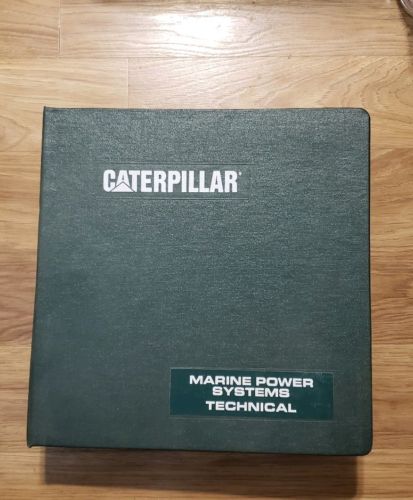 CATERPILLAR®
MARINE POWER
SYSTEMS
TECHNICAL